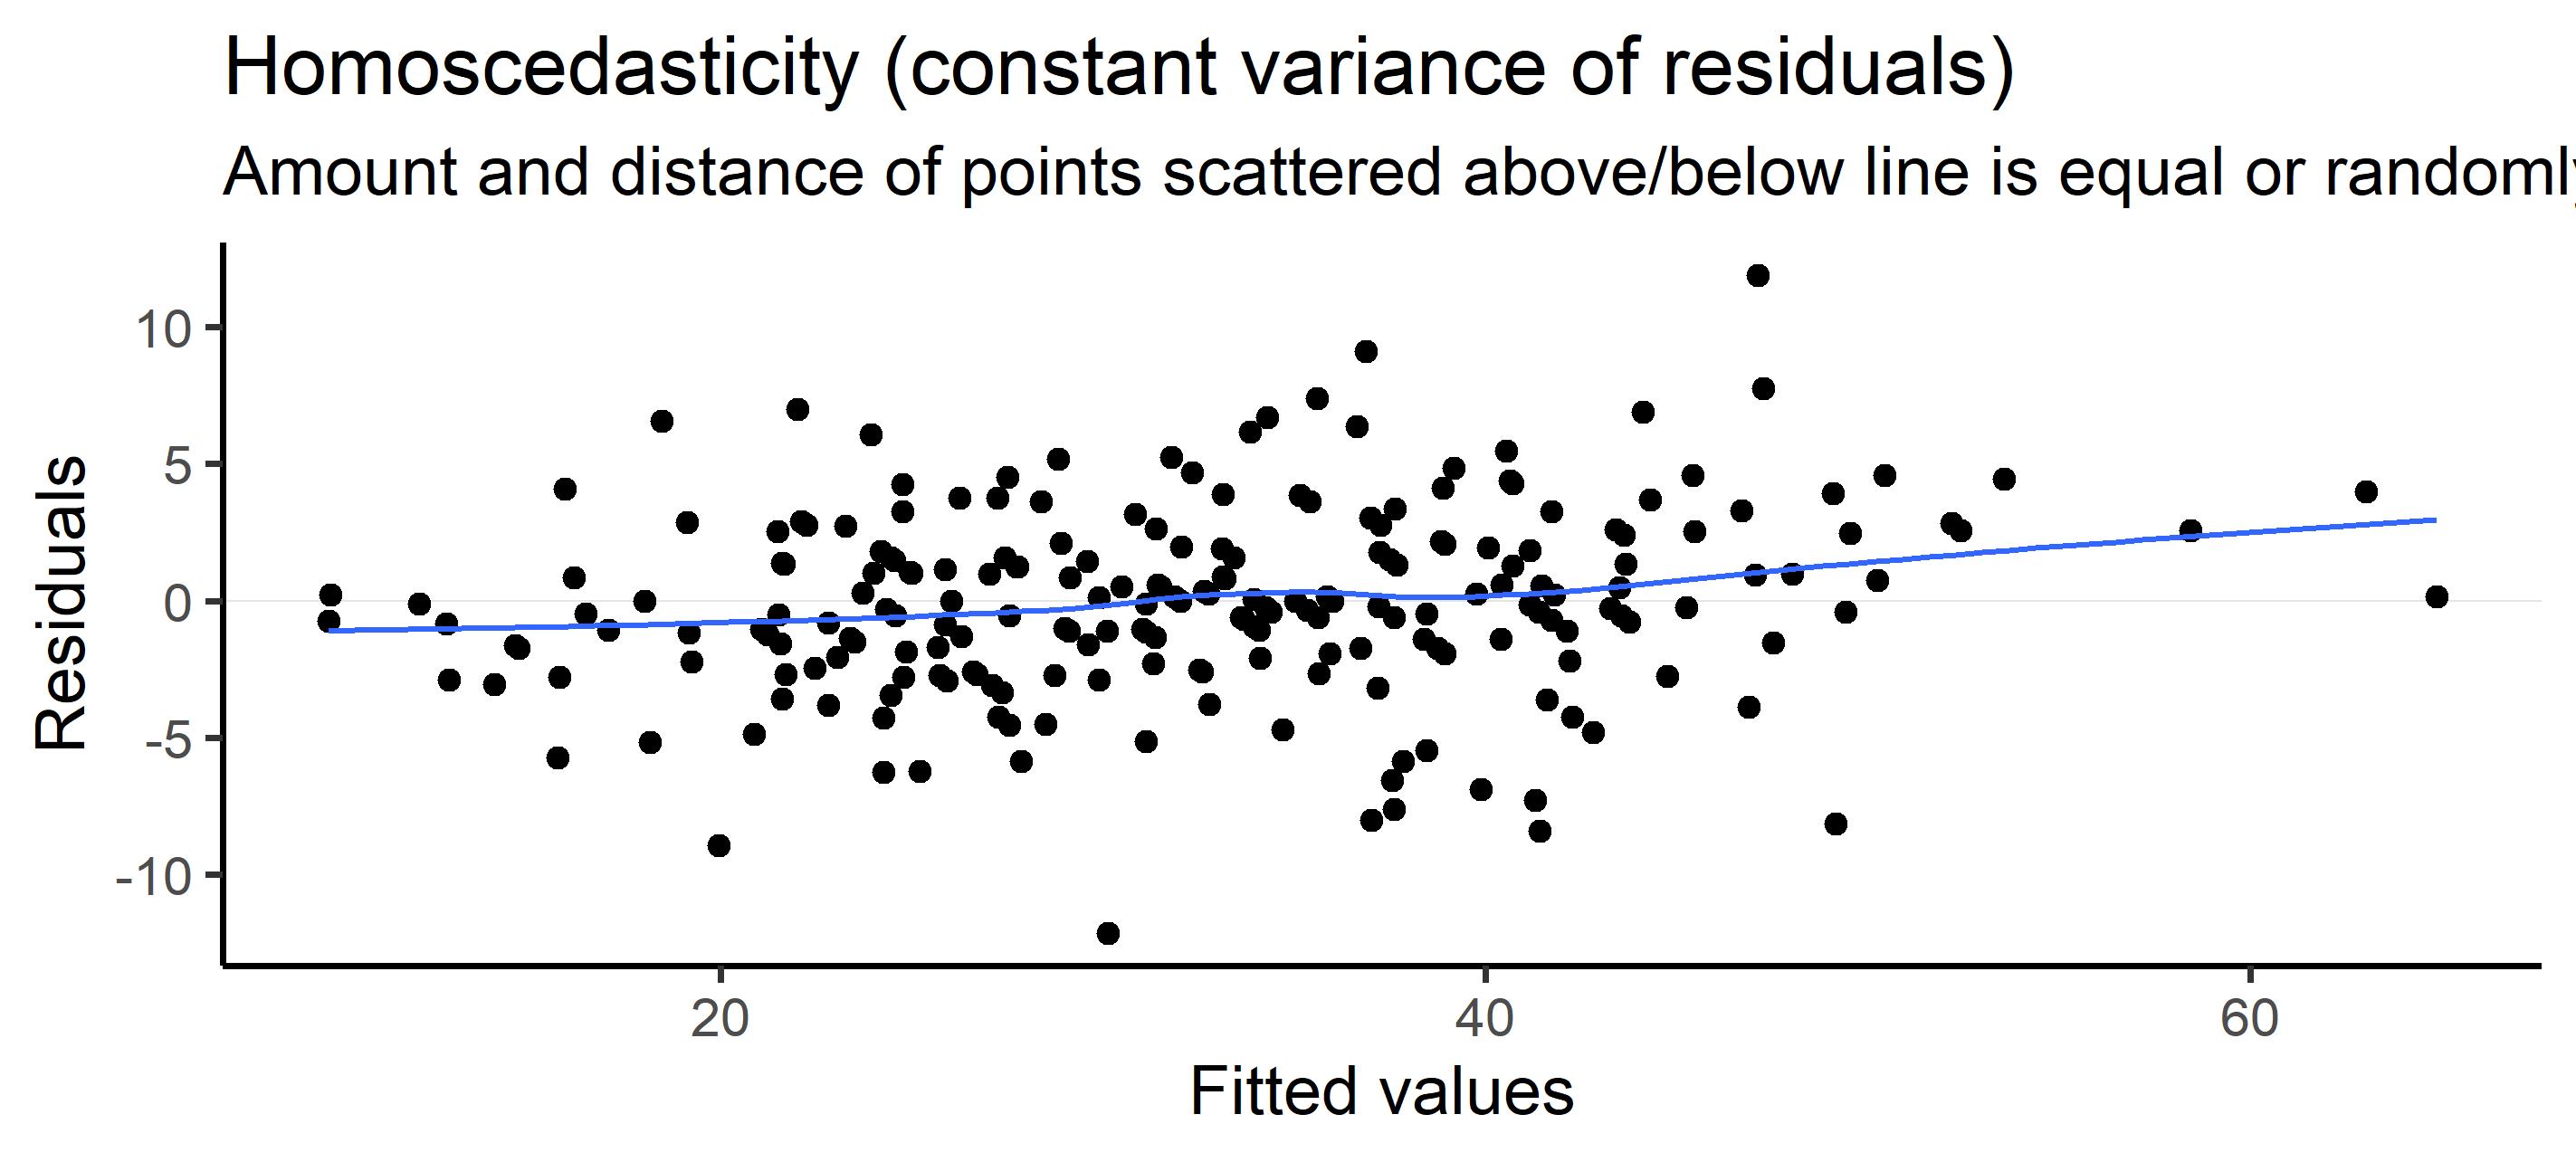 Homoscedasticity (constant variance of residuals)
Amount and distance of points scattered above/below line is equal or randomly
Residuals
10
5
0
-5
-10
20
40
60
Fitted values